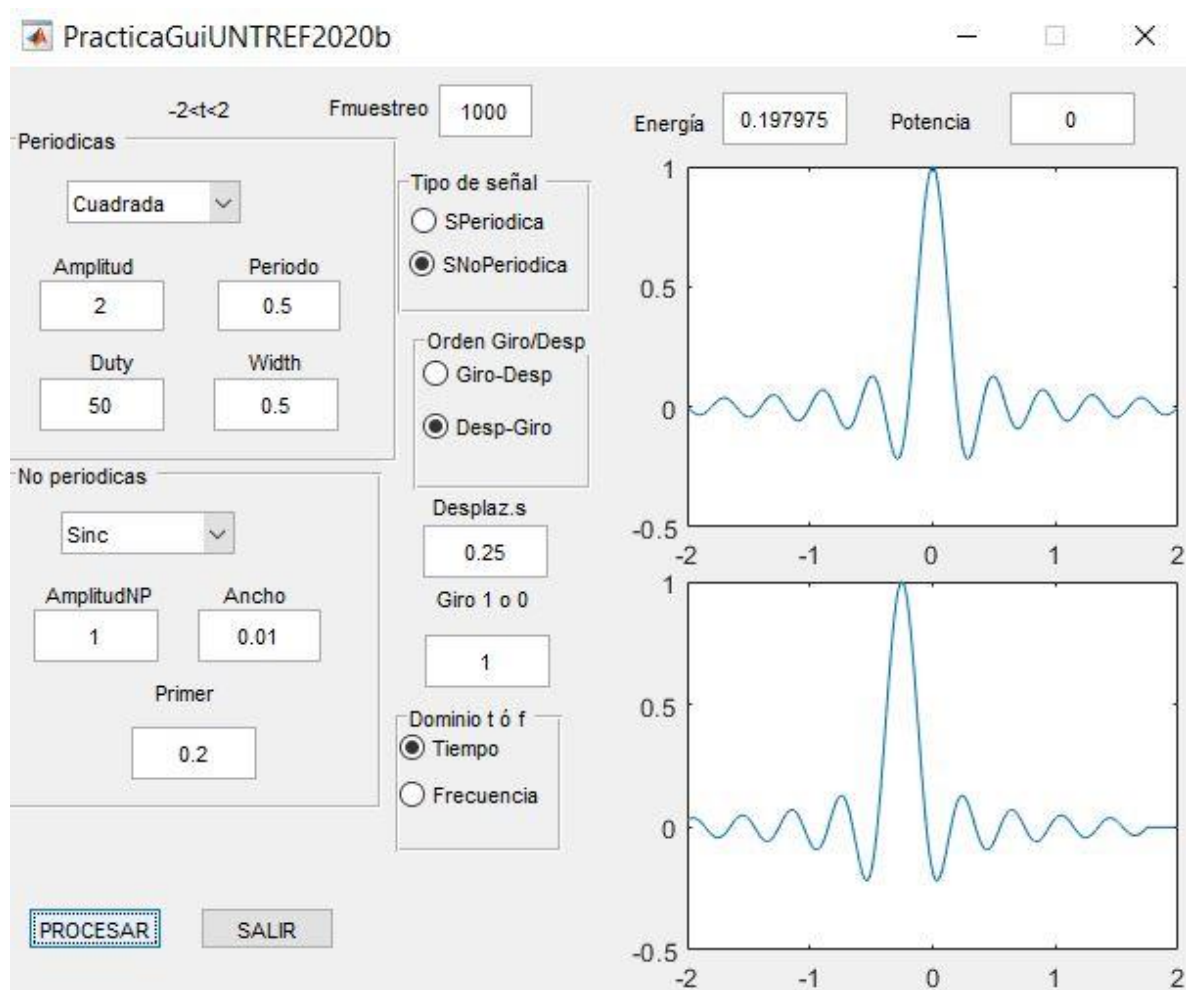 PracticaGuiUNTREF2020b
-2<t<2
Fmuestreo 1000
Periodicas
Cuadrada
Amplitud Periodo
2 0.5
Duty Width
50 0.5
Tipo de señal
SPeriodica
SNoPeriodica
Orden Giro/Desp
Giro-Desp
Desp-Giro
No periodicas
Sinc
AmplitudNP Ancho
1 0.01
Primer
0.2
Desplaz.s
0.25
Giro 1 o 0
1
Dominio t ó f
Tiempo
Frecuencia
PROCESAR SALIR
Energía 0.197975 Potencia 0
1
0.5
0
-0.5
-2 -1 0 1 2
1
0.5
0
-0.5
-2 -1 0 1 2